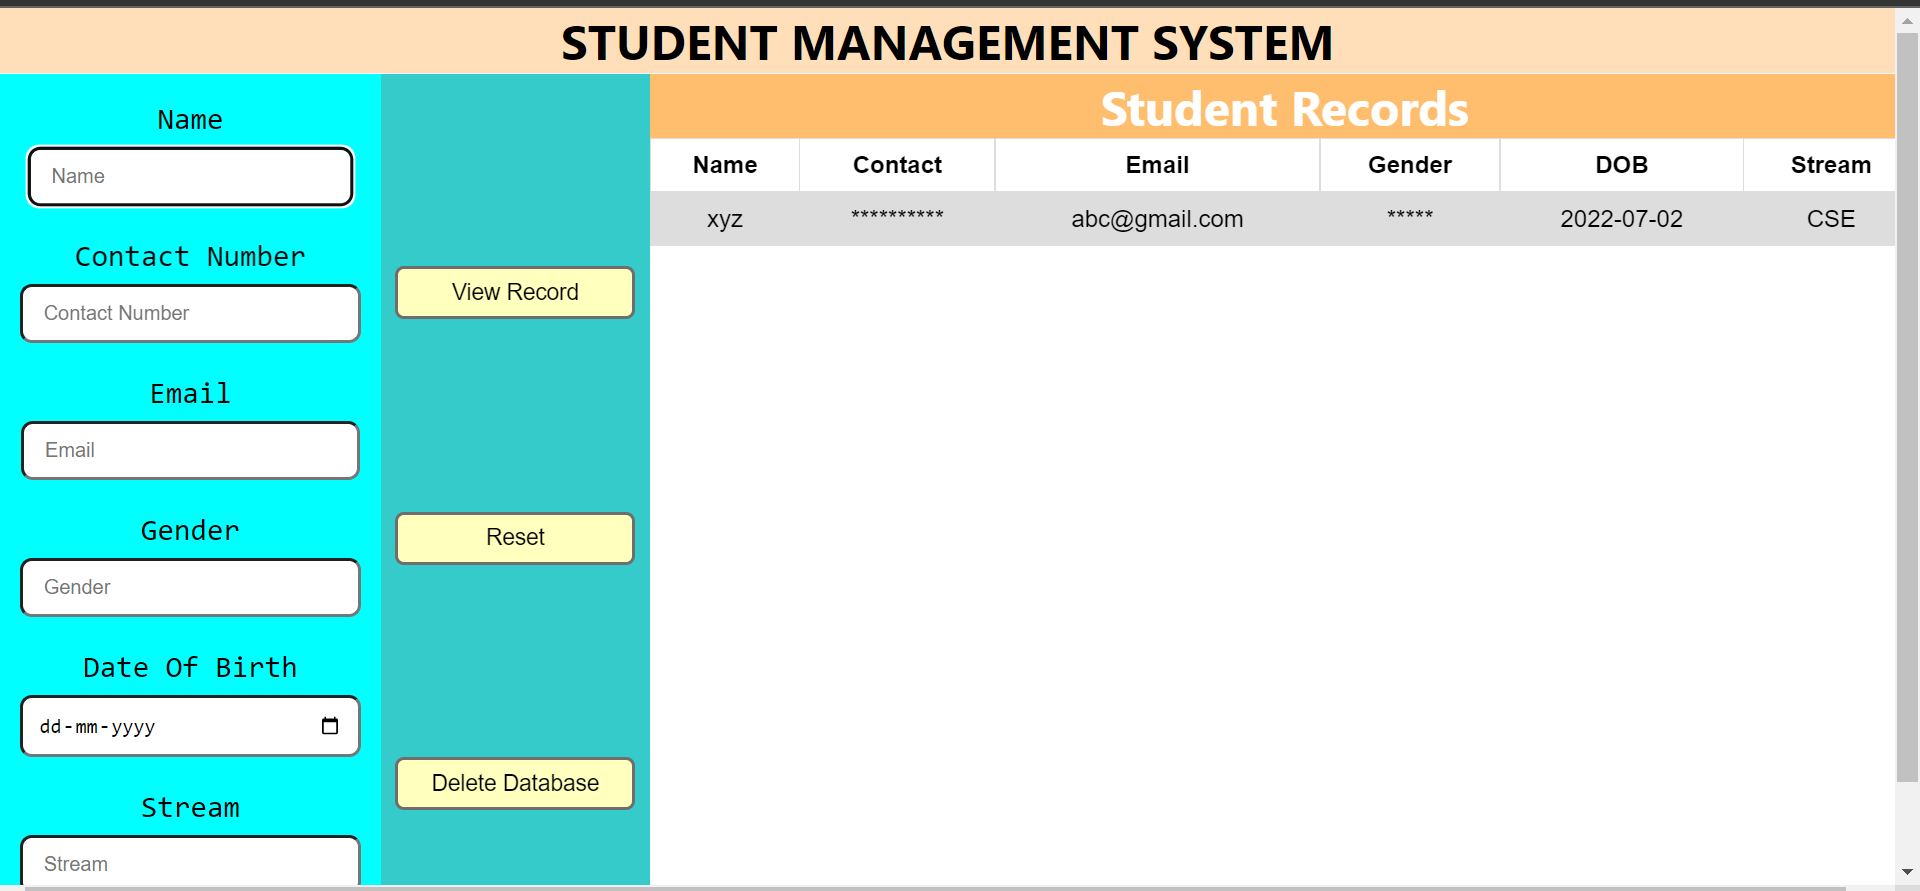 STUDENT MANAGEMENT SYSTEM
Name
Name
Contact Number
Contact Number
Email
Email
Gender
Gender
Date Of Birth
dd-mm-yyyy
Stream
Stream
View Record
Reset
Delete Database
Student Records
Name Contact Email Gender DOB Stream
xyz ********** abc@gmail.com ***** 2022-07-02 CSE